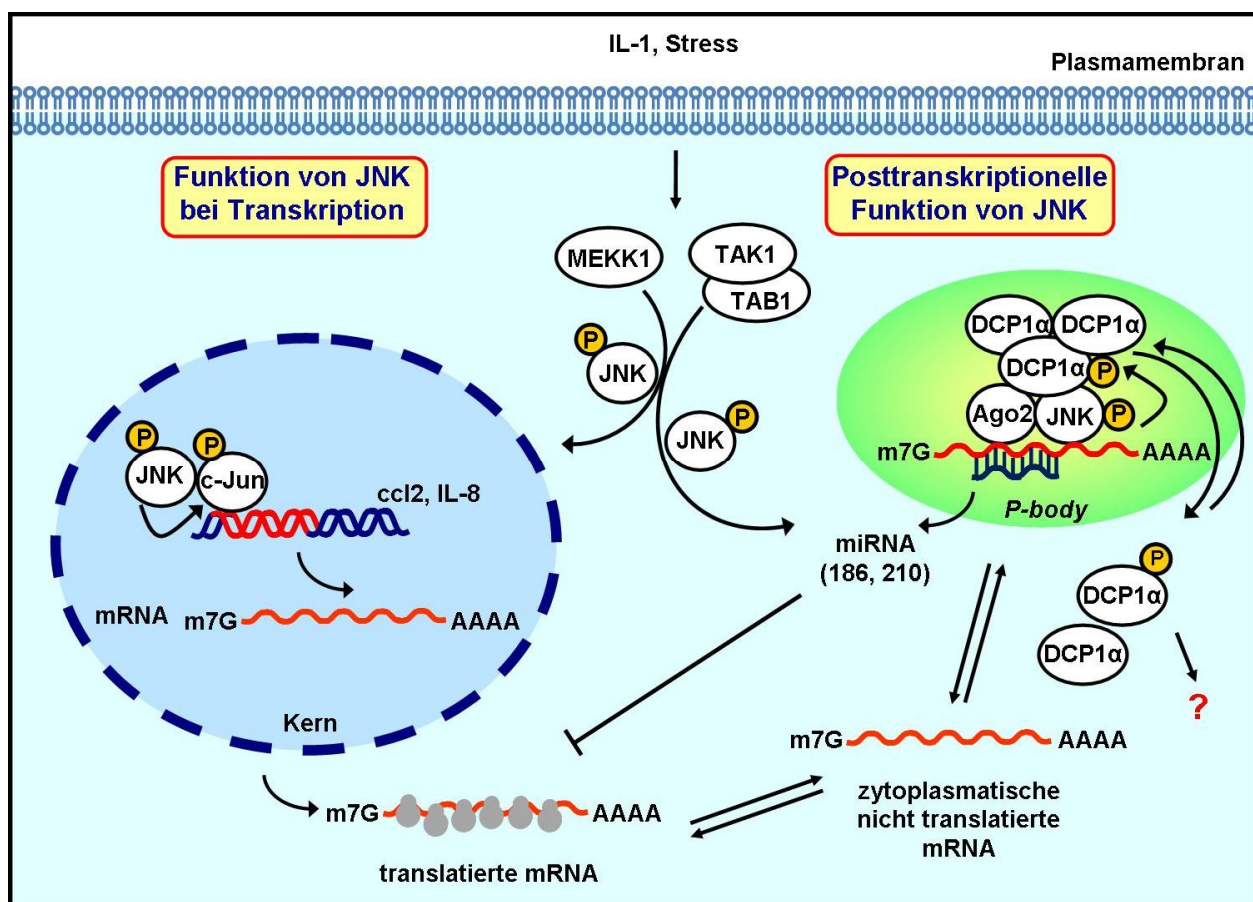 IL-1, Stress
Plasmamembran
Funktion von JNK
bei Transkription
Posttranskriptionelle
Funktion von JNK
MEKK1
TAK1
TAB1
P
JNK
JNK
P
P
JNK
P
c-Jun
ccl2, IL-8
mRNA
m7G
AAAA
Kern
DCP1α
DCP1α
DCP1α
P
Ago2
JNK
P
m7G
AAAA
P-body
miRNA
(186, 210)
P
DCP1α
DCP1α
?
m7G
AAAA
zytoplasmatische
nicht translatierte
mRNA
m7G
AAAA
translatierte mRNA